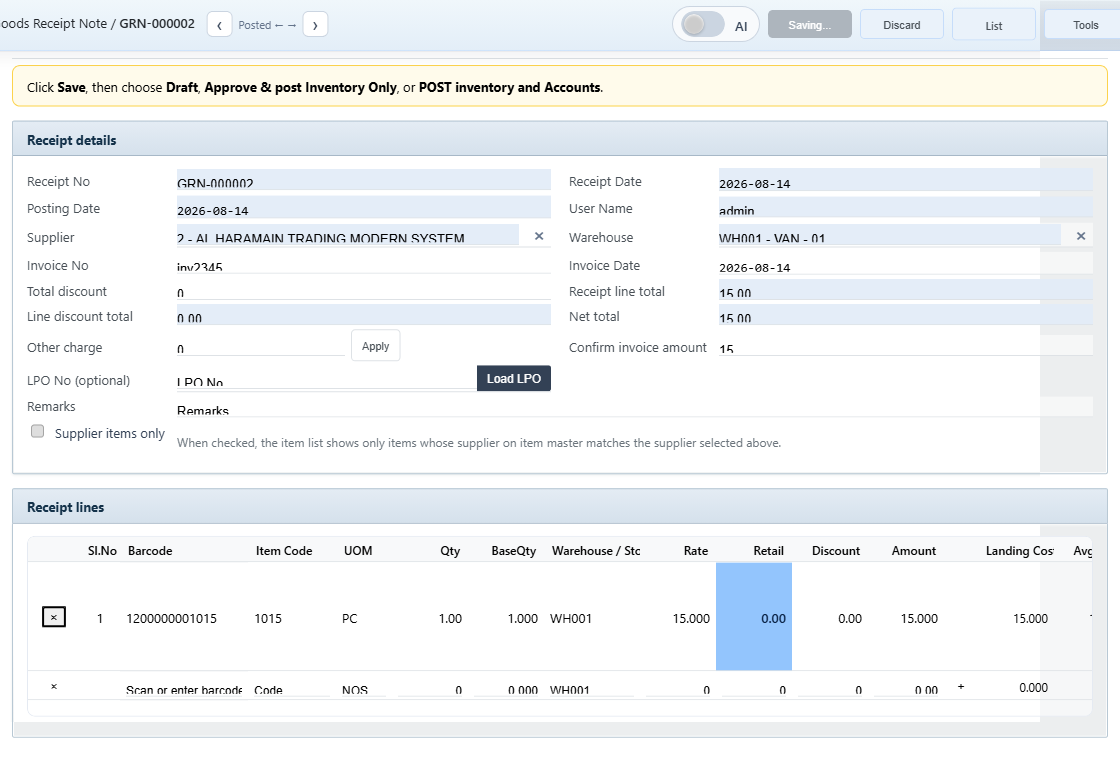 oods Receipt Note / GRN-000002 ‹ Posted ← → › AI Saving... Discard List Tools
Click Save, then choose Draft, Approve & post Inventory Only, or POST inventory and Accounts.
Receipt details
Receipt No GRN-000002 Receipt Date 2026-08-14
Posting Date 2026-08-14 User Name admin
Supplier 2 - AL HARAMAIN TRADING MODERN SYSTEM × Warehouse WH001 - VAN - 01 ×
Invoice No inv2345 Invoice Date 2026-08-14
Total discount 0 Receipt line total 15.00
Line discount total 0.00 Net total 15.00
Other charge 0 Apply Confirm invoice amount 15
LPO No (optional) LPO No Load LPO
Remarks Remarks
Supplier items only When checked, the item list shows only items whose supplier on item master matches the supplier selected above.
Receipt lines
Sl.No Barcode Item Code UOM Qty BaseQty Warehouse / Stc Rate Retail Discount Amount Landing Cos Avg
× 1 1200000001015 1015 PC 1.00 1.000 WH001 15.000 0.00 0.00 15.000 15.000
× Scan or enter barcode Code NOS 0 0.000 WH001 0 0 0 0.00 + 0.000